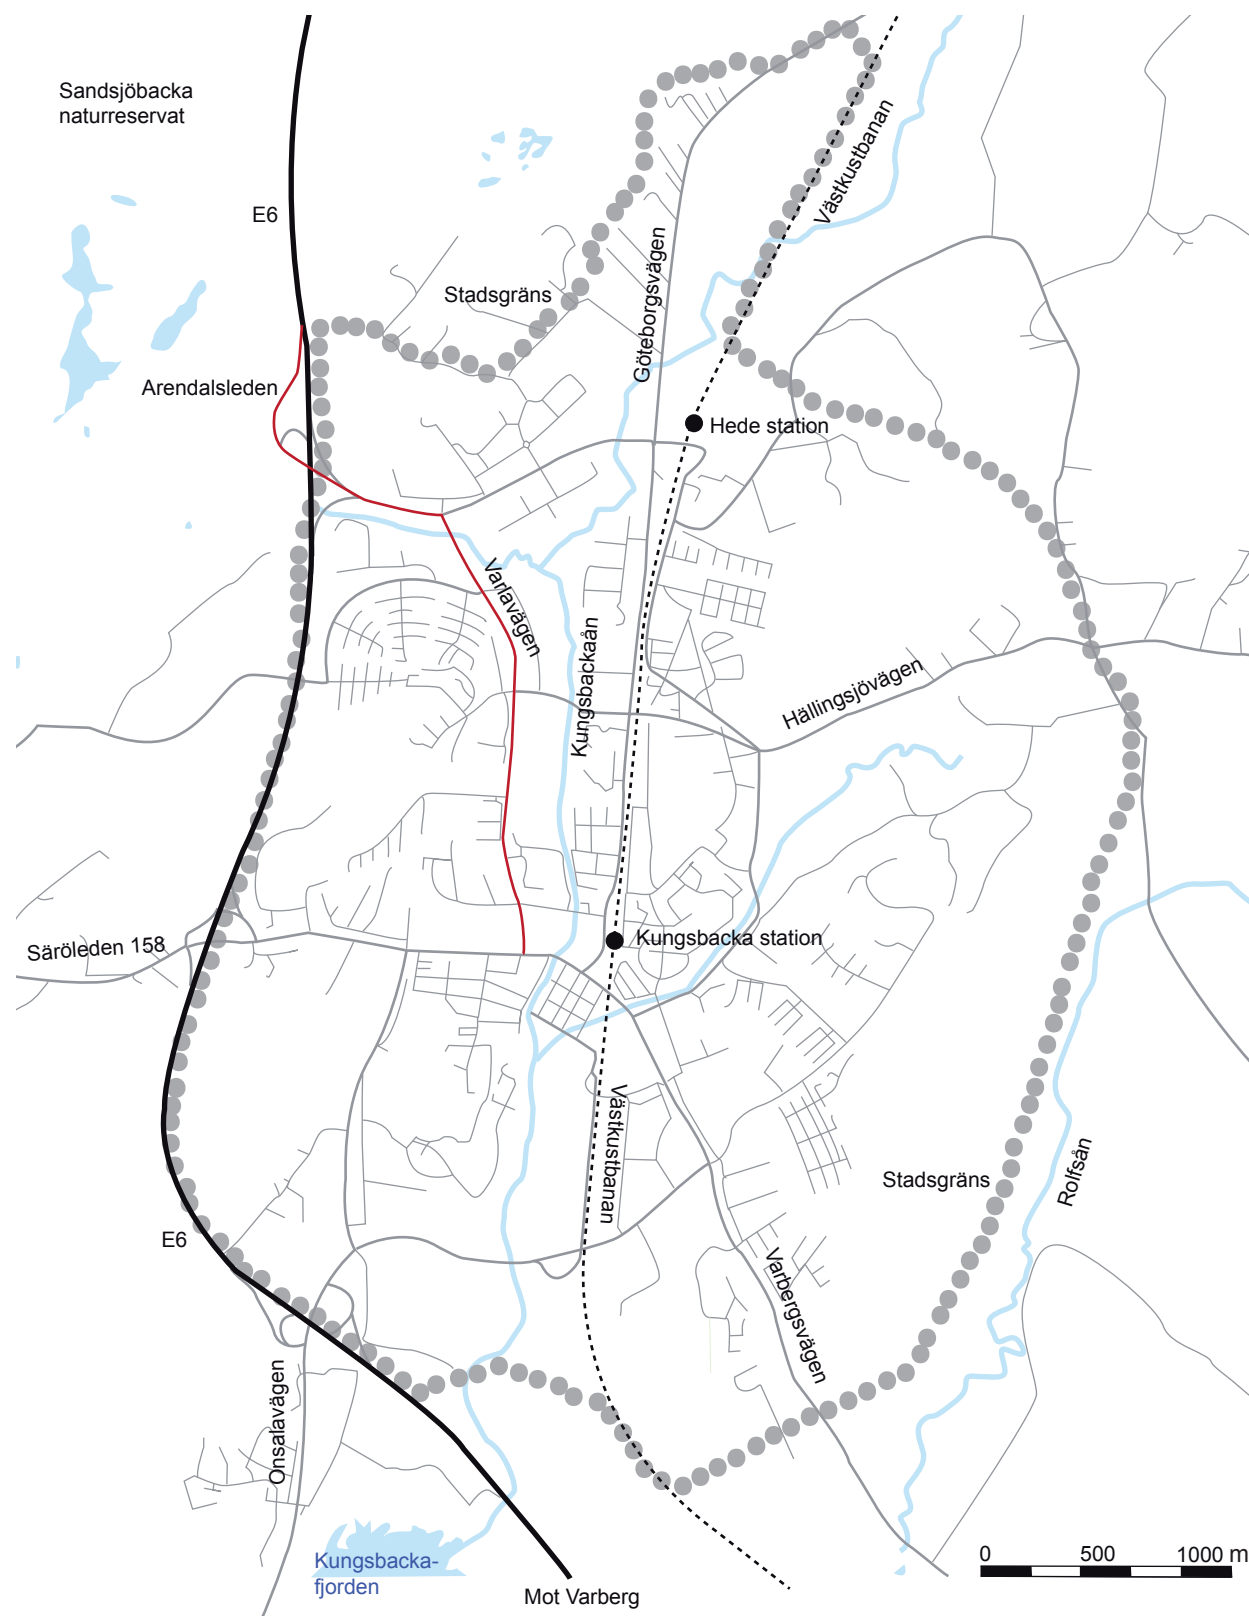 Sandsjöbacka
naturreservat
Västkustbanan
E6
Göteborgsvägen
Stadsgräns
Arendalsleden
Hede station
Varlavägen
Kungsbackaån
Hällingsjövägen
Säröleden 158
Kungsbacka station
Västkustbanan
Stadsgräns
Rolfsån
E6
Varbergsvägen
Onsalavägen
0 500 1000 m
Kungsbacka-
fjorden
Mot Varberg